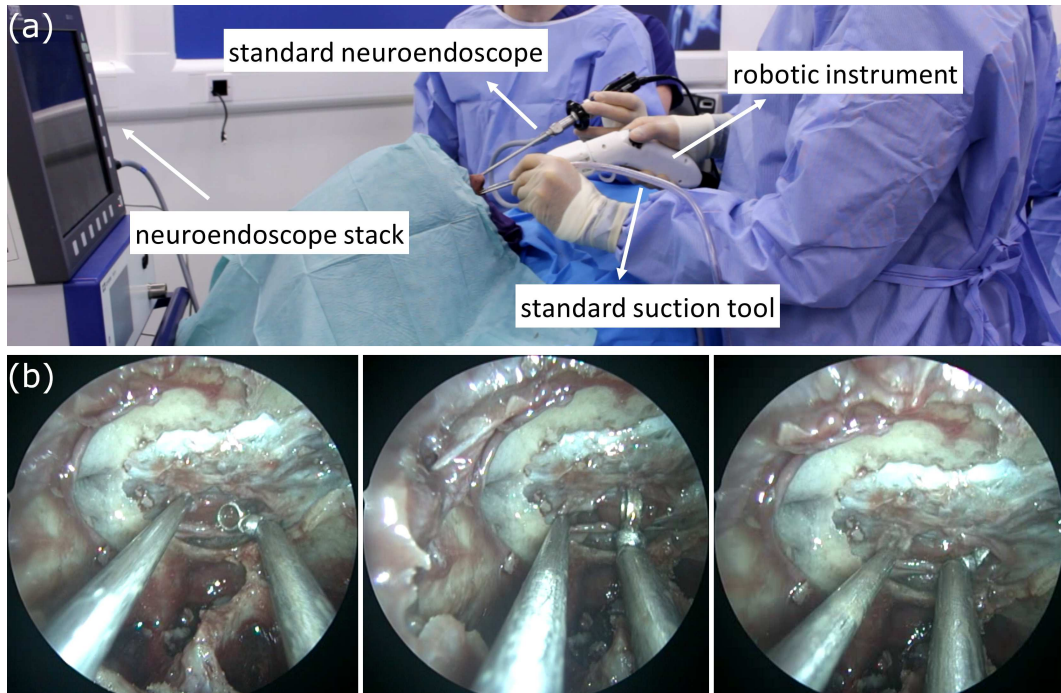 (a)
standard neuroendoscope
robotic instrument
neuroendoscope stack
standard suction tool
(b)